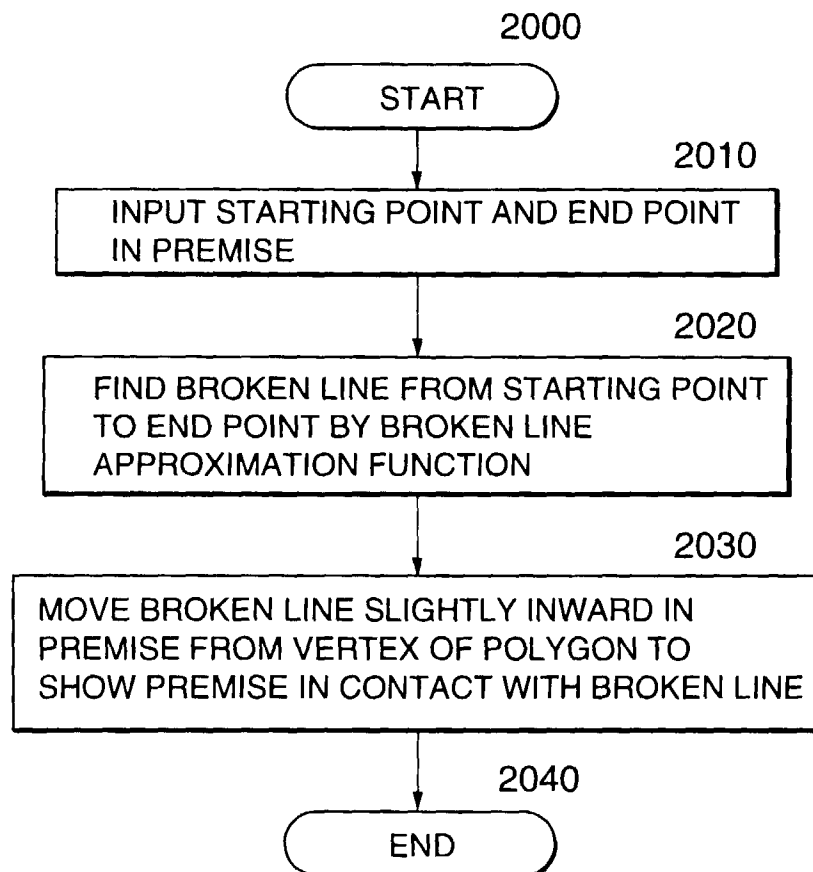 2000
START
2010
INPUT STARTING POINT AND END POINT
IN PREMISE
2020
FIND BROKEN LINE FROM STARTING POINT
TO END POINT BY BROKEN LINE
APPROXIMATION FUNCTION
2030
MOVE BROKEN LINE SLIGHTLY INWARD IN
PREMISE FROM VERTEX OF POLYGON TO
SHOW PREMISE IN CONTACT WITH BROKEN LINE
2040
END